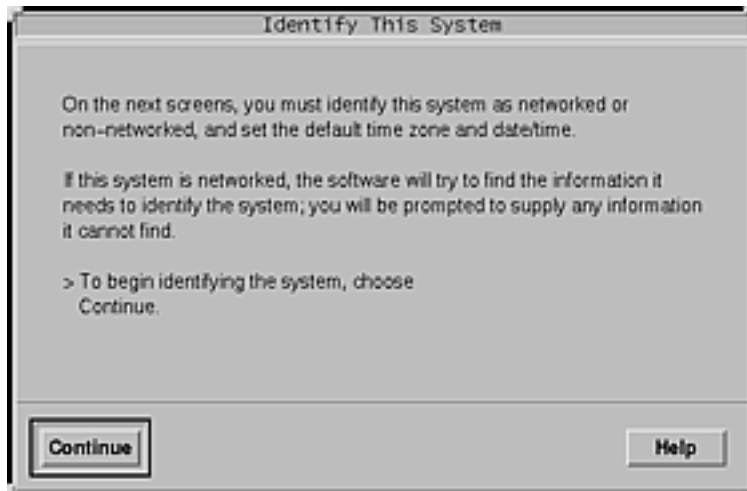 Identify This System
On the next screens, you must identify this system as networked or
non-networked, and set the default time zone and date/time.
If this system is networked, the software will try to find the information it
needs to identify the system; you will be prompted to supply any information
it cannot find.
> To begin identifying the system, choose
Continue.
Continue
Help